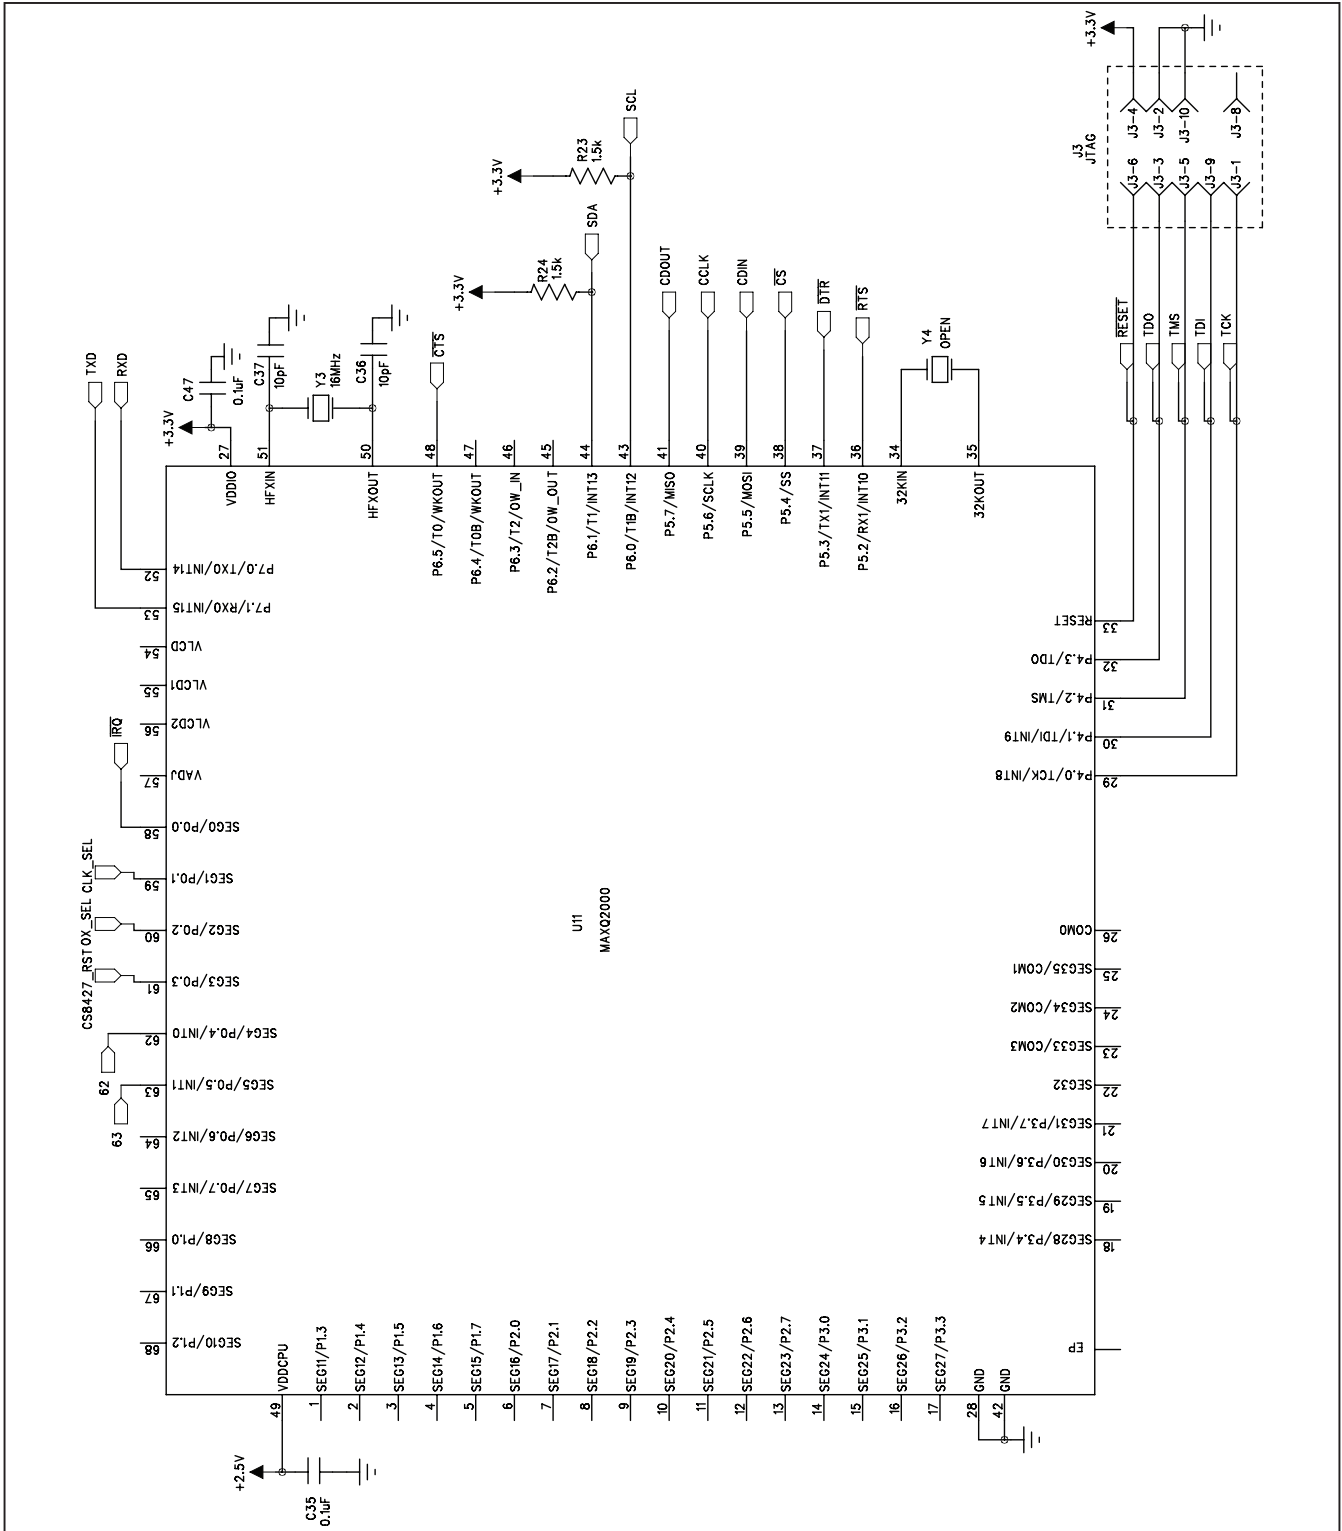 +3.3V
J3
JTAG
J3-4
J3-2
J3-10
J3-8
J3-6
J3-3
J3-5
J3-9
J3-1
RESET
TDO
TMS
TDI
TCK
SCL
R23
1.5k
+3.3V
SDA
R24
1.5k
+3.3V
CDOUT
CCLK
CDIN
CS
DTR
RTS
Y4
OPEN
CTS
C36
10pF
Y3
16MHz
C37
10pF
C47
0.1uF
+3.3V
TXD
RXD
27
51
50
48
47
46
45
44
43
41
40
39
38
37
36
34
35
VDDIO
HFXIN
HFXOUT
P6.5/T0/WKOUT
P6.4/T0B/WKOUT
P6.3/T2/OW_IN
P6.2/T2B/OW_OUT
P6.1/T1/INT13
P6.0/T1B/INT12
P5.7/MISO
P5.6/SCLK
P5.5/MOSI
P5.4/SS
P5.3/TX1/INT11
P5.2/RX1/INT10
32KIN
32KOUT
52 P7.0/TX0/INT14
53 P7.1/RX0/INT15
54 VLCD
55 VLCD1
56 VLCD2
57 VADJ
IRQ
58 SEG0/P0.0
CLK_SEL
59 SEG1/P0.1
OX_SEL
60 SEG2/P0.2
CS8427_RST
61 SEG3/P0.3
62
62 SEG4/P0.4/INT0
63
63 SEG5/P0.5/INT1
64 SEG6/P0.6/INT2
65 SEG7/P0.7/INT3
66 SEG8/P1.0
67 SEG9/P1.1
68 SEG10/P1.2
U11
MAXQ2000
RESET 33
P4.3/TDO 32
P4.2/TMS 31
P4.1/TDI/INT9 30
P4.0/TCK/INT8 29
COM0 26
SEG35/COM1 25
SEG34/COM2 24
SEG33/COM3 23
SEG32 22
SEG31/P3.7/INT7 21
SEG30/P3.6/INT6 20
SEG29/P3.5/INT5 19
SEG28/P3.4/INT4 18
EP
VDDCPU
SEG11/P1.3
SEG12/P1.4
SEG13/P1.5
SEG14/P1.6
SEG15/P1.7
SEG16/P2.0
SEG17/P2.1
SEG18/P2.2
SEG19/P2.3
SEG20/P2.4
SEG21/P2.5
SEG22/P2.6
SEG23/P2.7
SEG24/P3.0
SEG25/P3.1
SEG26/P3.2
SEG27/P3.3
GND
GND
49
1
2
3
4
5
6
7
8
9
10
11
12
13
14
15
16
17
28
42
+2.5V
C35
0.1uF